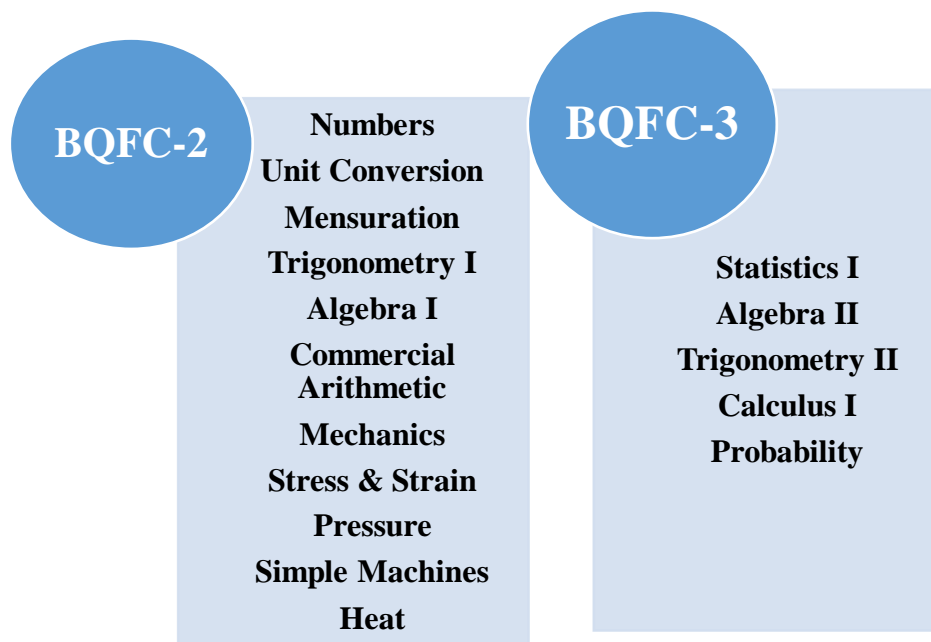 BQFC-2
Numbers
Unit Conversion
Mensuration
Trigonometry I
Algebra I
Commercial
Arithmetic
Mechanics
Stress & Strain
Pressure
Simple Machines
Heat
BQFC-3
Statistics I
Algebra II
Trigonometry II
Calculus I
Probability